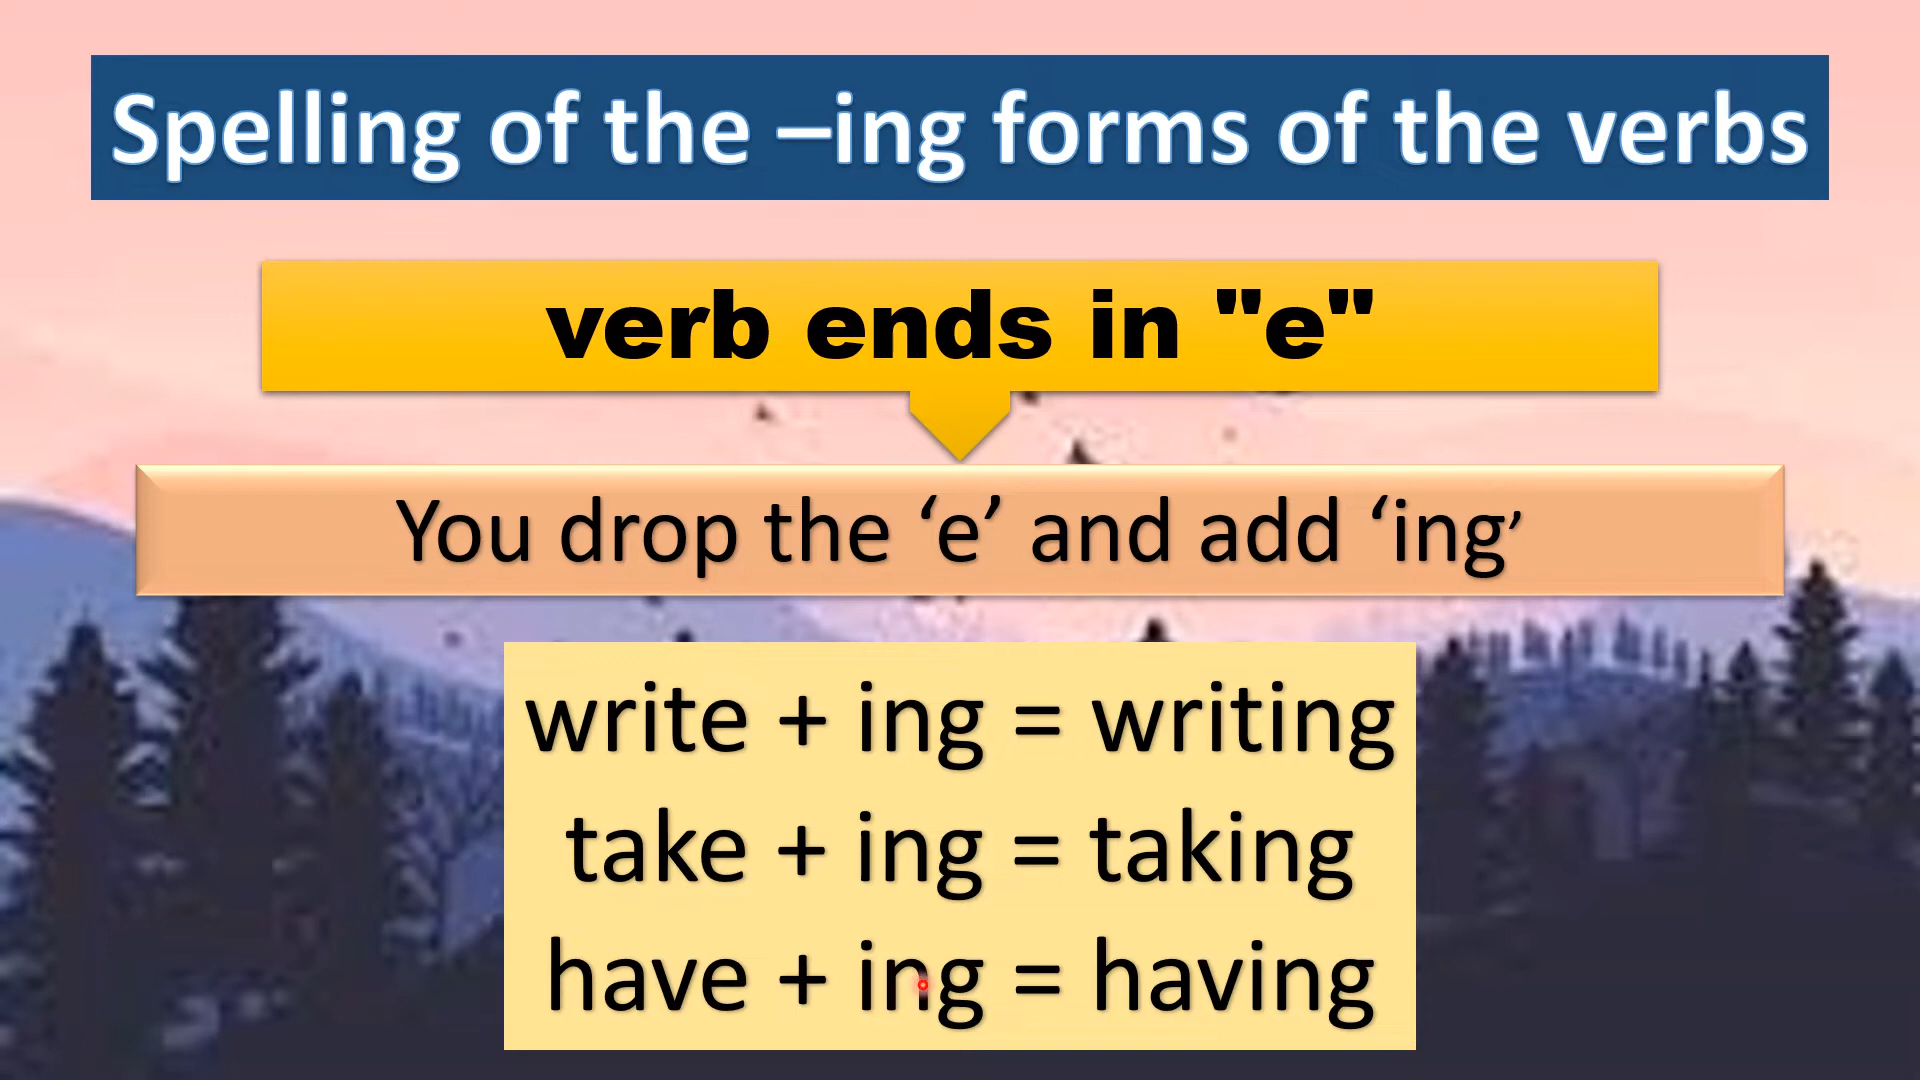 Spelling of the –ing forms of the verbs
verb ends in "e"
You drop the ‘e’ and add ‘ing’
write + ing = writing
take + ing = taking
have + ing = having